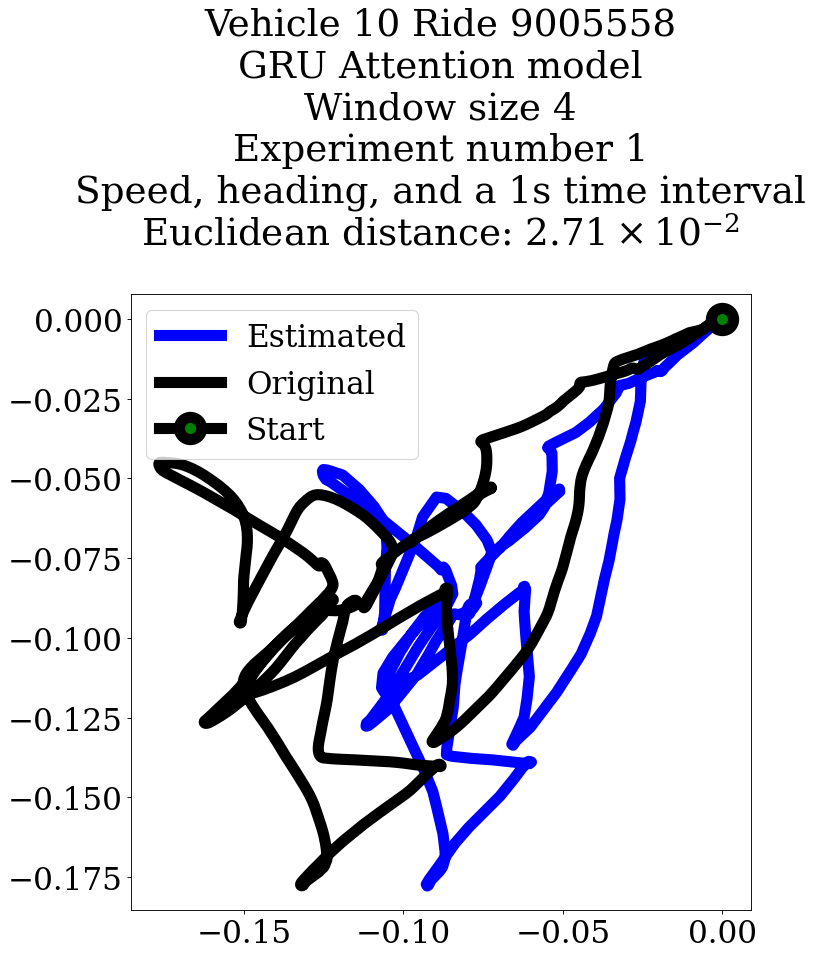 Vehicle 10 Ride 9005558
GRU Attention model
Window size 4
Experiment number 1
Speed, heading, and a 1s time interval
Euclidean distance: 2.71 × 10⁻²
Estimated
Original
Start
0.000
−0.025
−0.050
−0.075
−0.100
−0.125
−0.150
−0.175
−0.15
−0.10
−0.05
0.00